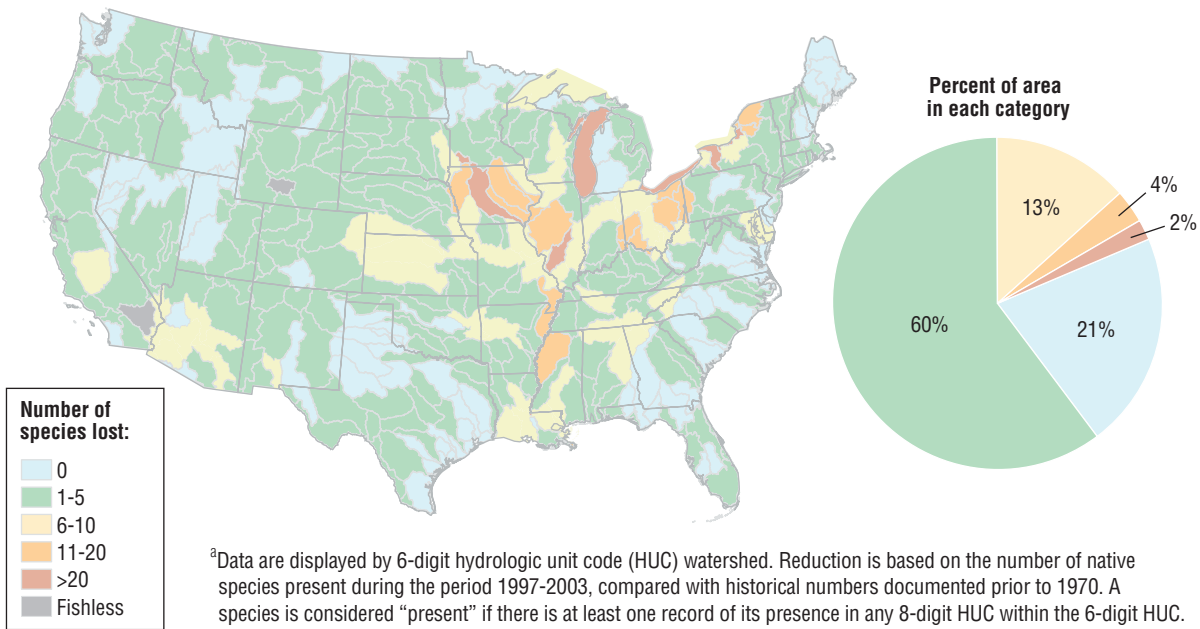 Percent of area
in each category
13%
4%
2%
60%
21%
Number of
species lost:
0
1-5
6-10
11-20
>20
Fishless
aData are displayed by 6-digit hydrologic unit code (HUC) watershed. Reduction is based on the number of native
species present during the period 1997-2003, compared with historical numbers documented prior to 1970. A
species is considered “present” if there is at least one record of its presence in any 8-digit HUC within the 6-digit HUC.